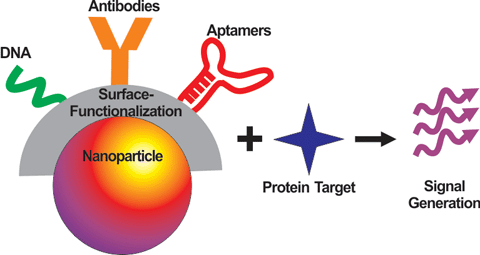 Antibodies
DNA
Aptamers
Surface-
Functionalization
Nanoparticle
+
Protein Target
Signal
Generation